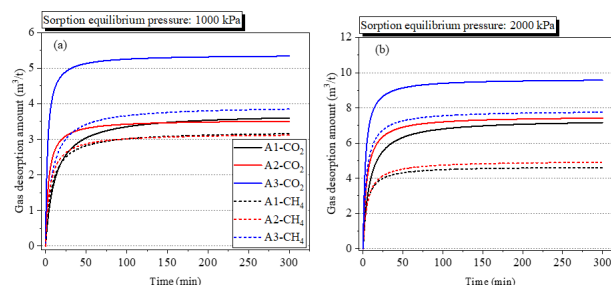 Sorption equilibrium pressure: 1000 kPa
(a)
Gas desorption amount (m³/t)
6
5
4
3
2
1
0
0 50 100 150 200 250 300
Time (min)
A1-CO₂
A2-CO₂
A3-CO₂
A1-CH₄
A2-CH₄
A3-CH₄
Sorption equilibrium pressure: 2000 kPa
(b)
Gas desorption amount (m³/t)
12
10
8
6
4
2
0
0 50 100 150 200 250 300
Time (min)